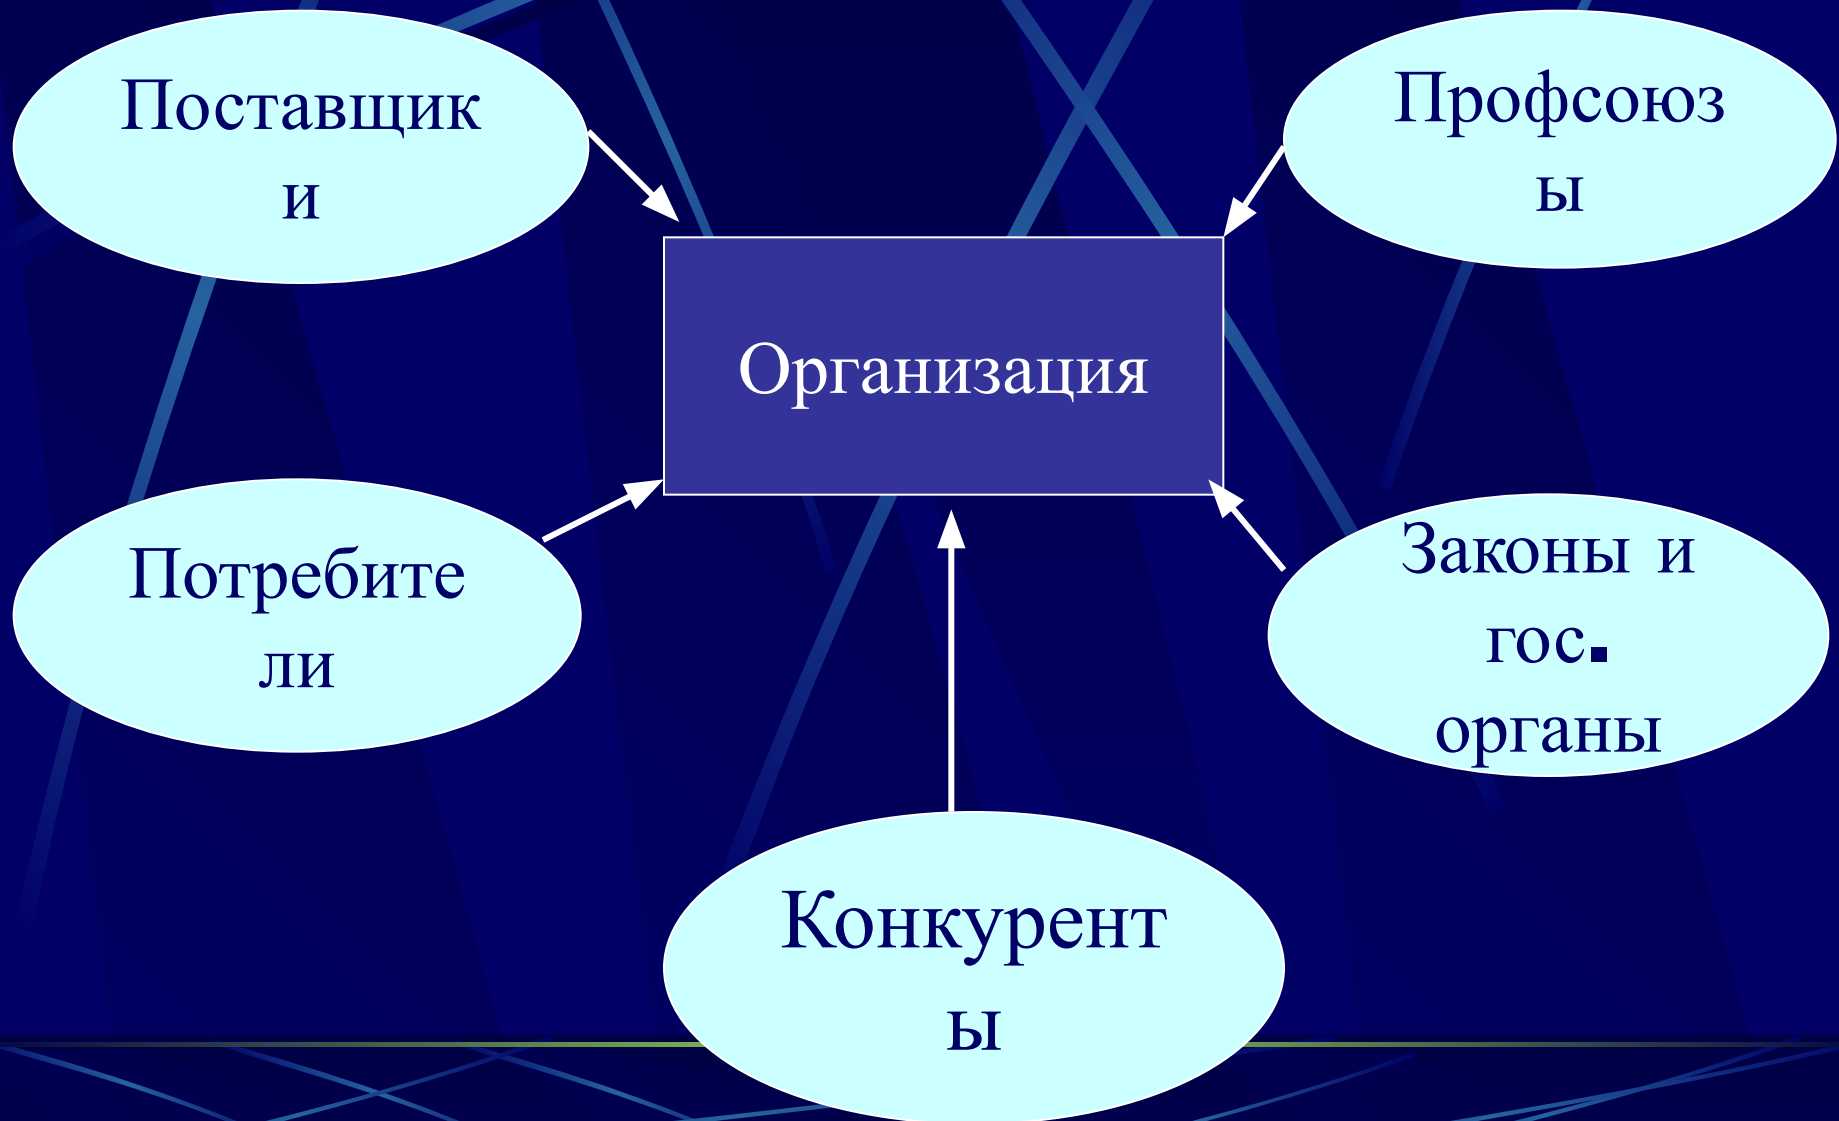 Поставщик
и
Профсоюз
ы
Организация
Потребите
ли
Законы и
гос.
органы
Конкурент
ы